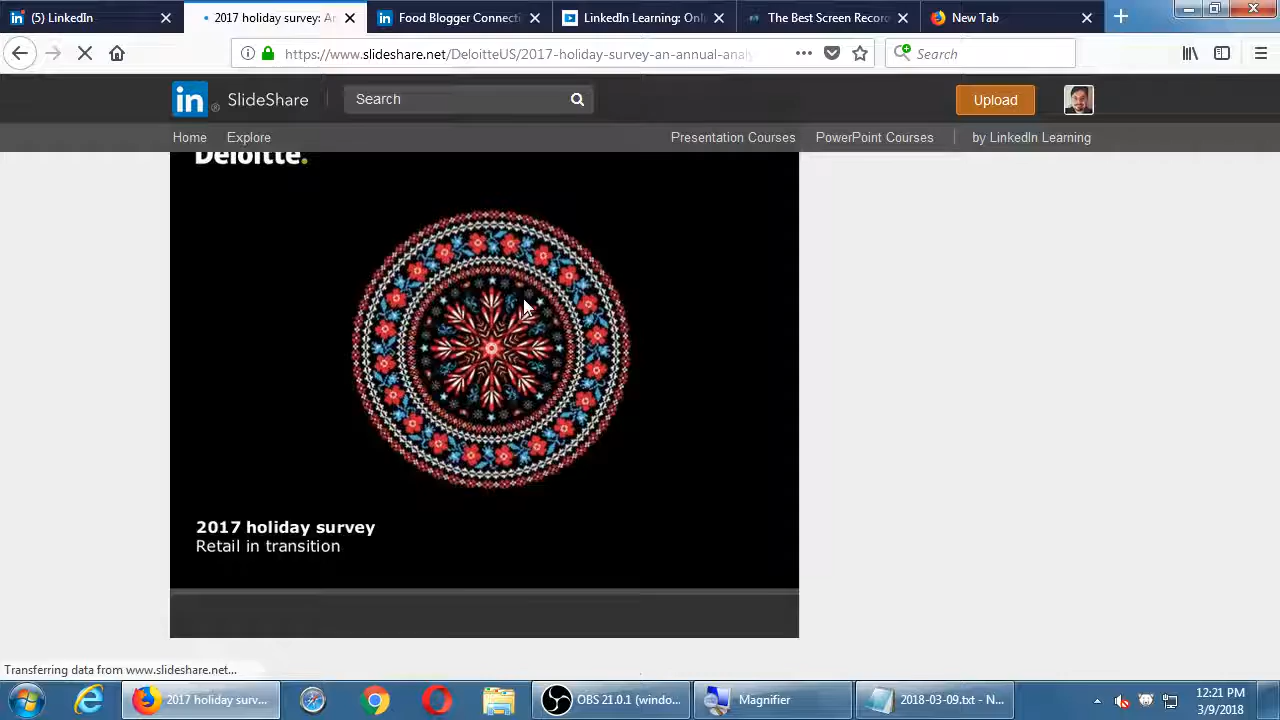 (5) LinkedIn
2017 holiday survey: An
Food Blogger Connecti
LinkedIn Learning: Onl
The Best Screen Recor
New Tab
https://www.slideshare.net/DeloitteUS/2017-holiday-survey-an-annual-analy
Search
in SlideShare
Search
Upload
Home
Explore
Presentation Courses
PowerPoint Courses
by LinkedIn Learning
Deloitte.
2017 holiday survey
Retail in transition
Transferring data from www.slideshare.net...
2017 holiday surv...
OBS 21.0.1 (windo...
Magnifier
2018-03-09.txt - N...
12:21 PM
3/9/2018